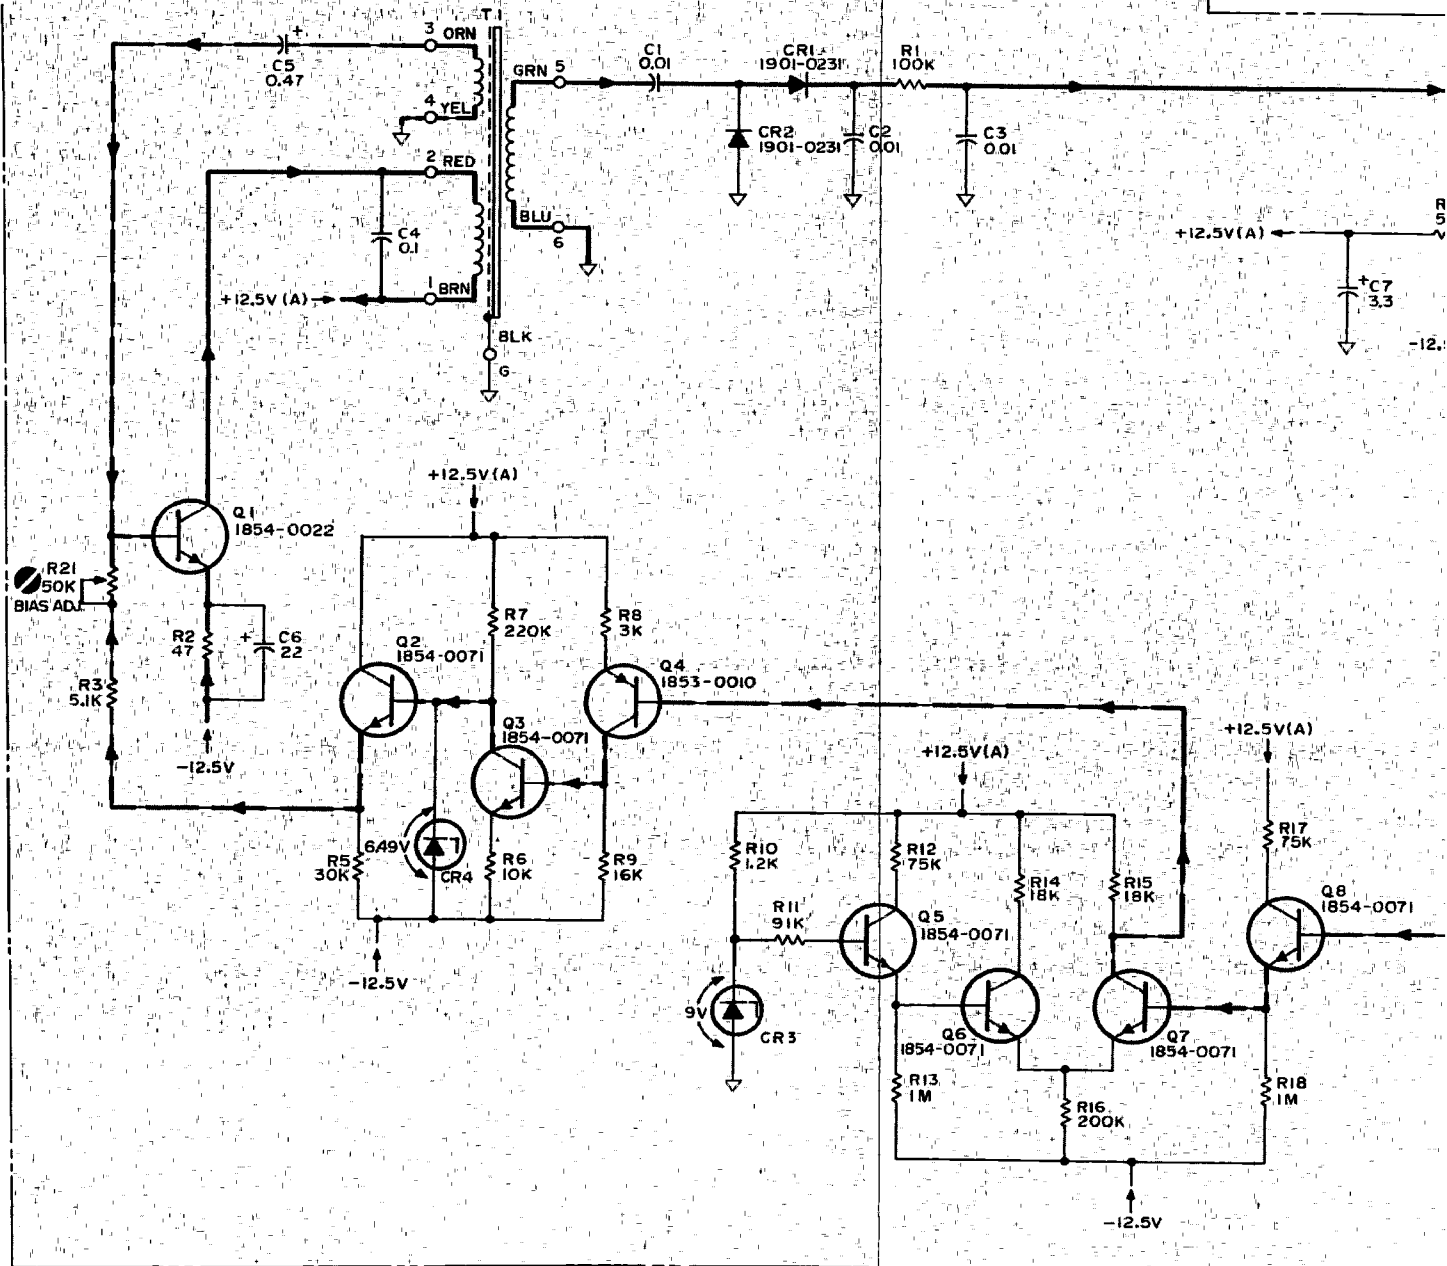 T1
3 ORN
C5
0.47
4 YEL
2 RED
C4
0.1
+12.5V (A)
1 BRN
BLK
G
GRN 5
BLU
6
C1
0.01
CR1
1901-0231
R1
100K
CR2
1901-0231
C2
0.01
C3
0.01
+12.5V(A)
R
5
+
C7
3.3
-12.5
Q1
1854-0022
R21
50K
BIAS ADJ.
R2
47
+
C6
22
R3
5.1K
-12.5V
+12.5V(A)
R7
220K
R8
3K
Q2
1854-0071
Q4
1853-0010
Q3
1854-0071
6.49V
CR4
R5
30K
R6
10K
R9
16K
-12.5V
+12.5V(A)
+12.5V(A)
R10
1.2K
R12
75K
R14
18K
R15
18K
R17
75K
R11
91K
Q5
1854-0071
Q8
1854-0071
9V
CR3
Q6
1854-0071
Q7
1854-0071
R13
1M
R16
200K
R18
1M
-12.5V